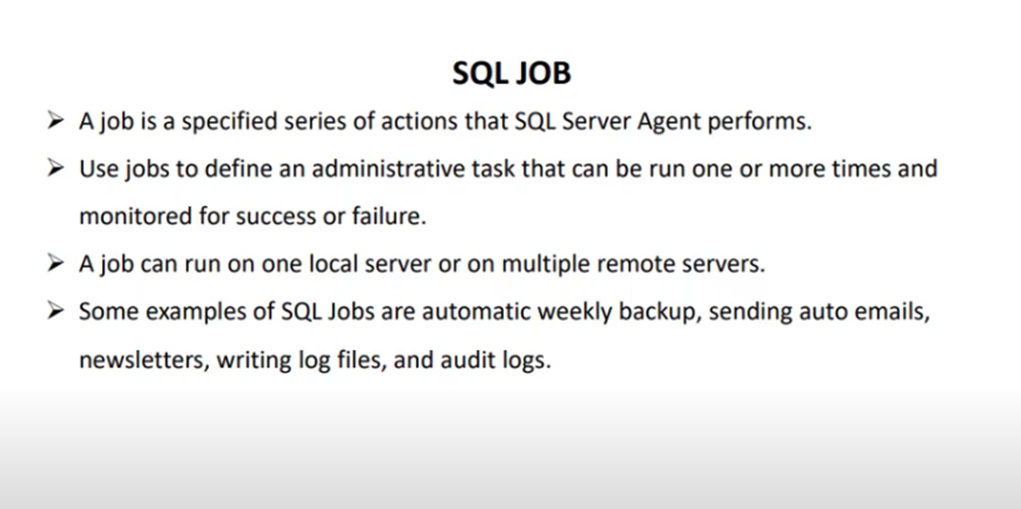 SQL JOB
➢ A job is a specified series of actions that SQL Server Agent performs.
➢ Use jobs to define an administrative task that can be run one or more times and
monitored for success or failure.
➢ A job can run on one local server or on multiple remote servers.
➢ Some examples of SQL Jobs are automatic weekly backup, sending auto emails,
newsletters, writing log files, and audit logs.